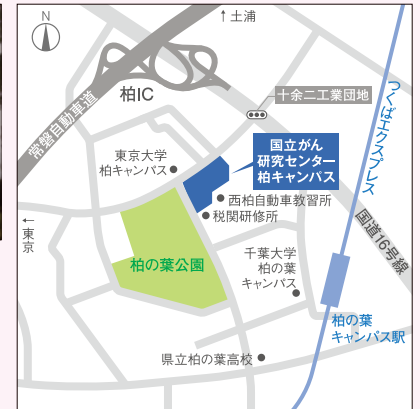 N
↑土浦
柏IC
常磐自動車道
十余二工業団地
つくばエクスプレス
国立がん
研究センター
柏キャンパス
東京大学
柏キャンパス
西柏自動車教習所
税関研修所
国道16号線
←東京
柏の葉公園
千葉大学
柏の葉
キャンパス
柏の葉
キャンパス駅
県立柏の葉高校